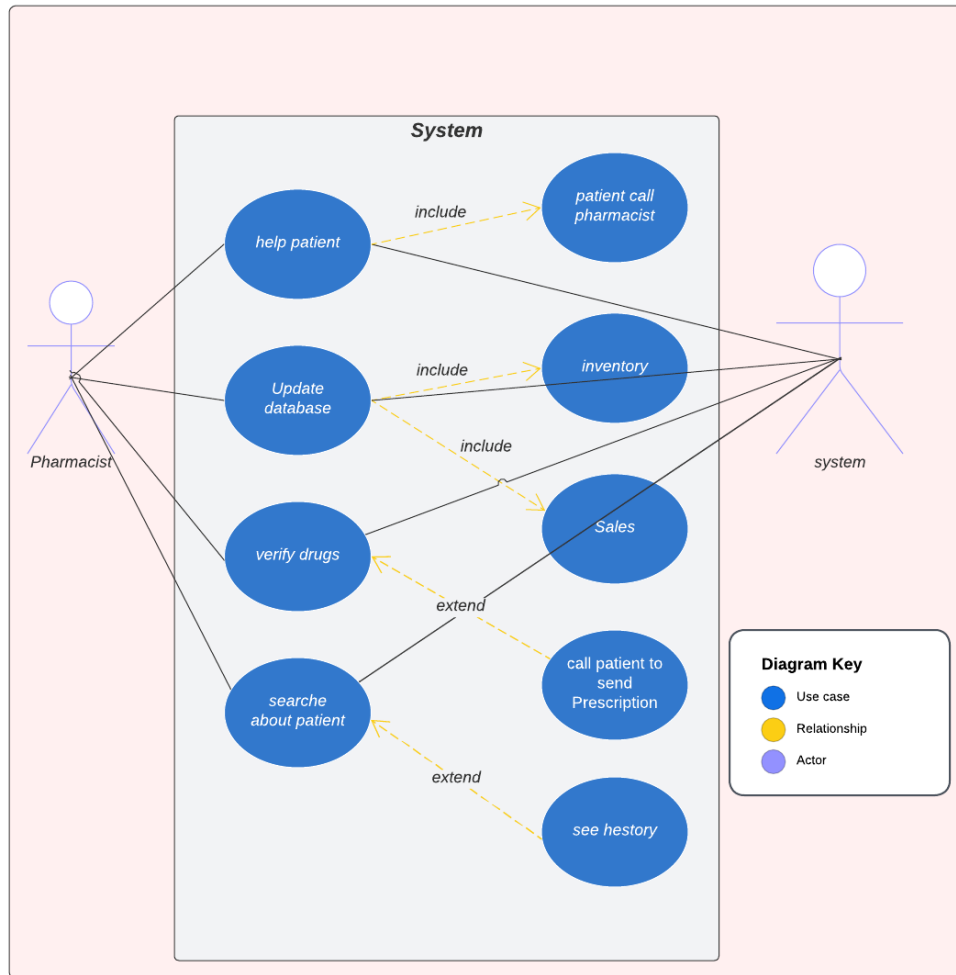 System
patient call
pharmacist
include
help patient
inventory
include
Update
database
include
Pharmacist
system
Sales
verify drugs
extend
call patient to
send
Prescription
searche
about patient
extend
see hestory
Diagram Key
Use case
Relationship
Actor